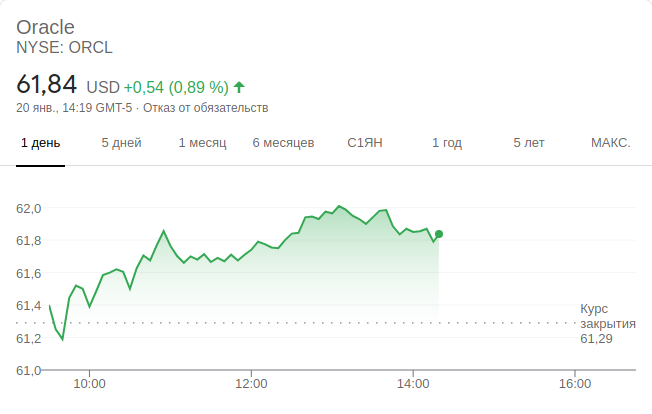 Oracle
NYSE: ORCL
61,84 USD +0,54 (0,89 %)
20 янв., 14:19 GMT-5 · Отказ от обязательств
1 день 5 дней 1 месяц 6 месяцев С1ЯН 1 год 5 лет МАКС.
62,0
61,8
61,6
61,4
61,2
61,0
Курс
закрытия
61,29
10:00 12:00 14:00 16:00